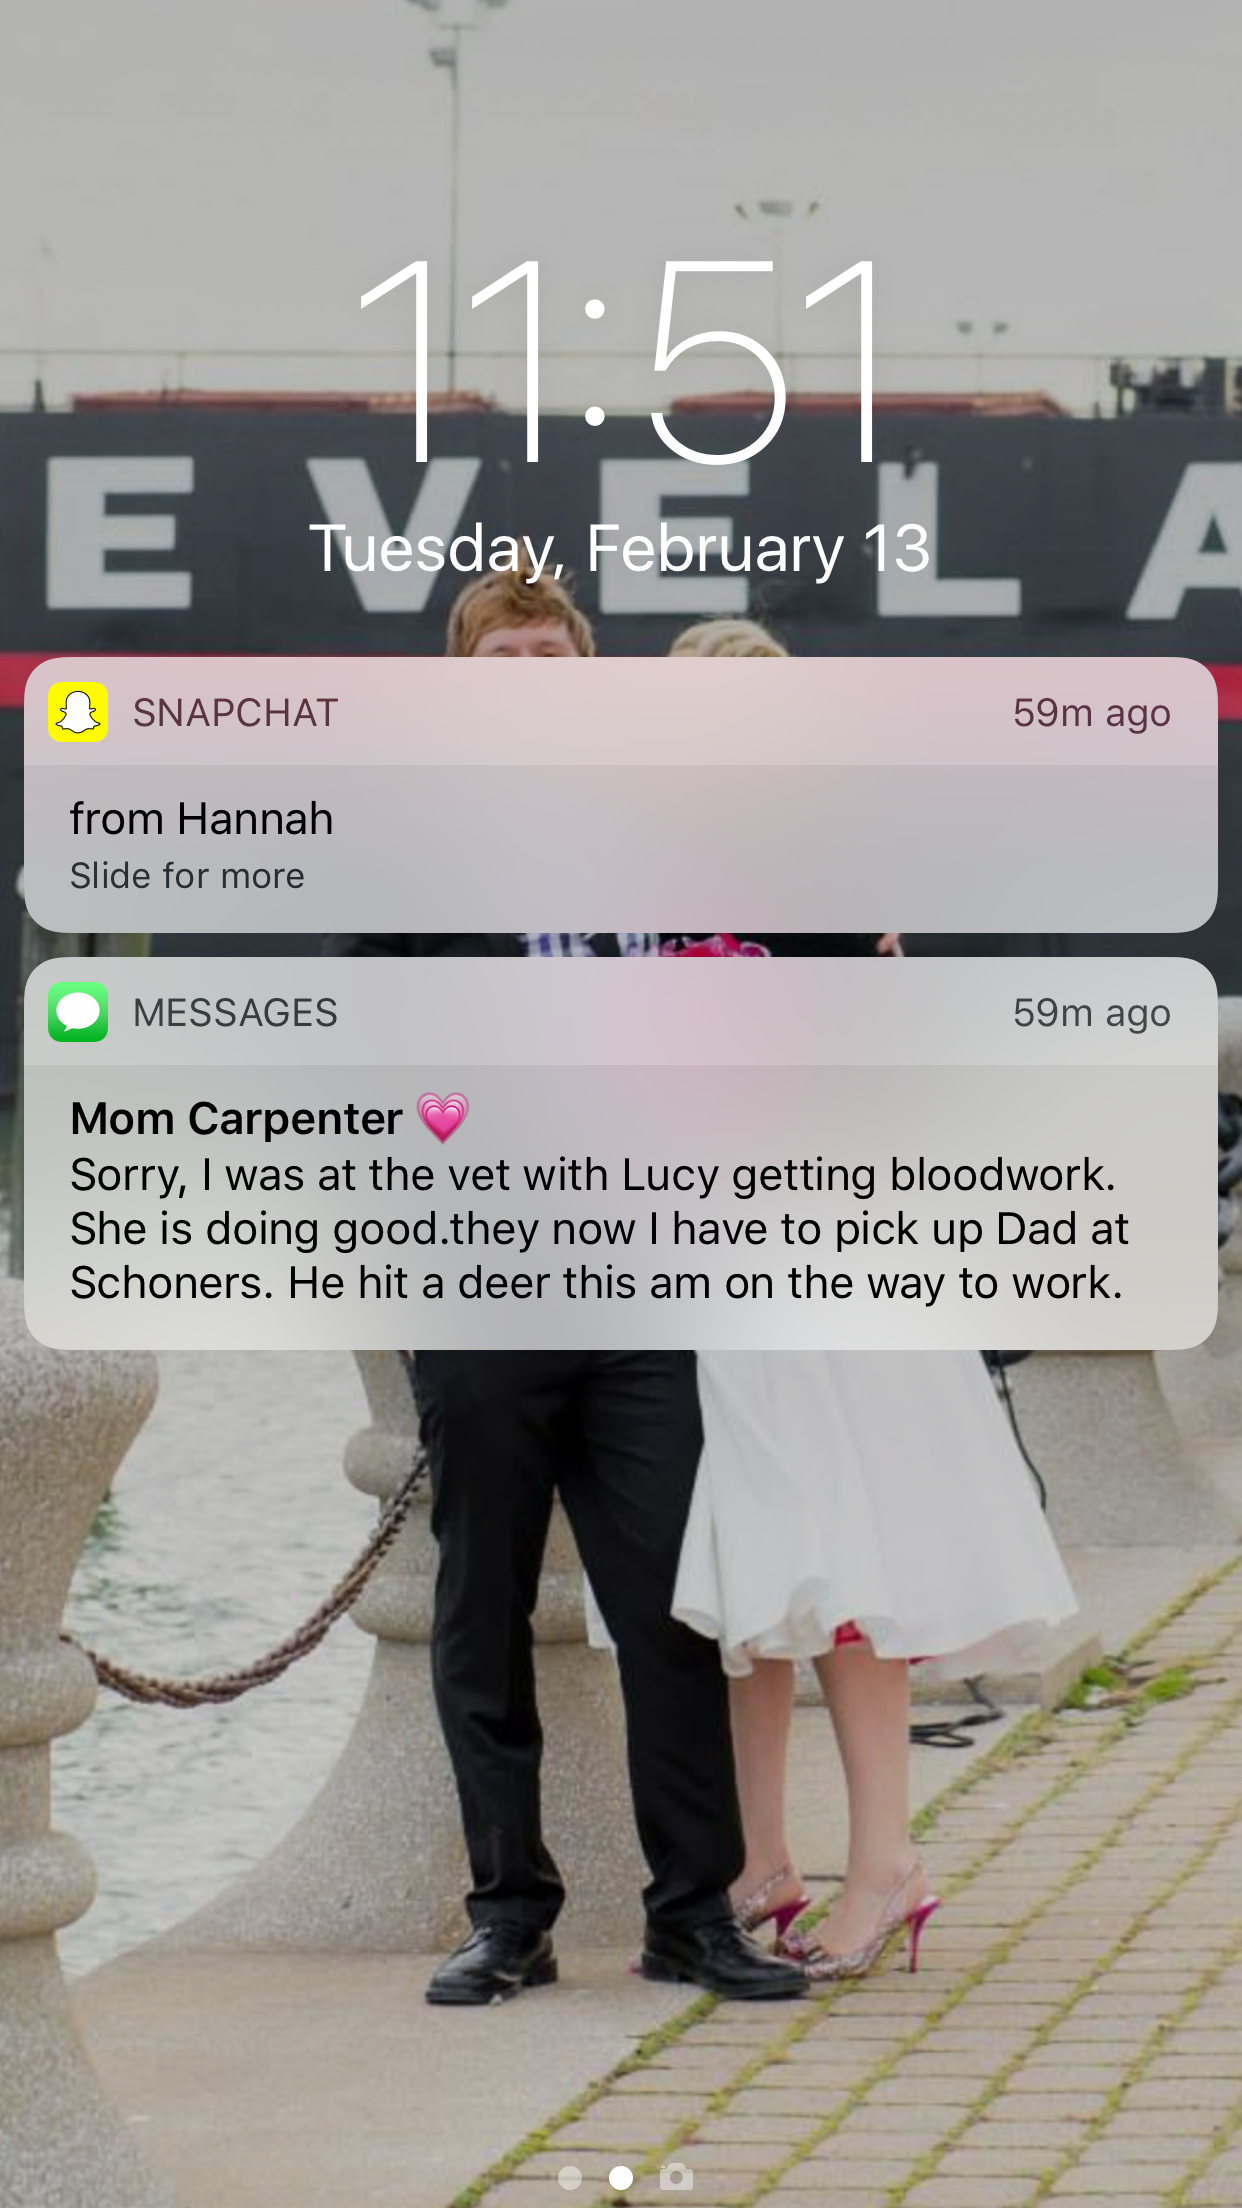 11:51
EVELA
Tuesday, February 13
SNAPCHAT 59m ago
from Hannah
Slide for more
MESSAGES 59m ago
Mom Carpenter 💗
Sorry, I was at the vet with Lucy getting bloodwork.
She is doing good.they now I have to pick up Dad at
Schoners. He hit a deer this am on the way to work.